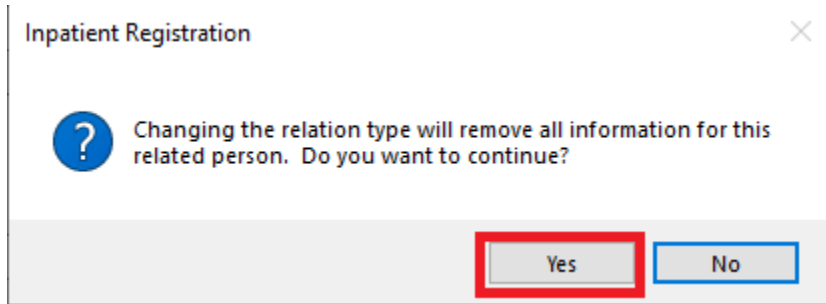 Inpatient Registration
?
Changing the relation type will remove all information for this
related person.  Do you want to continue?
Yes
No